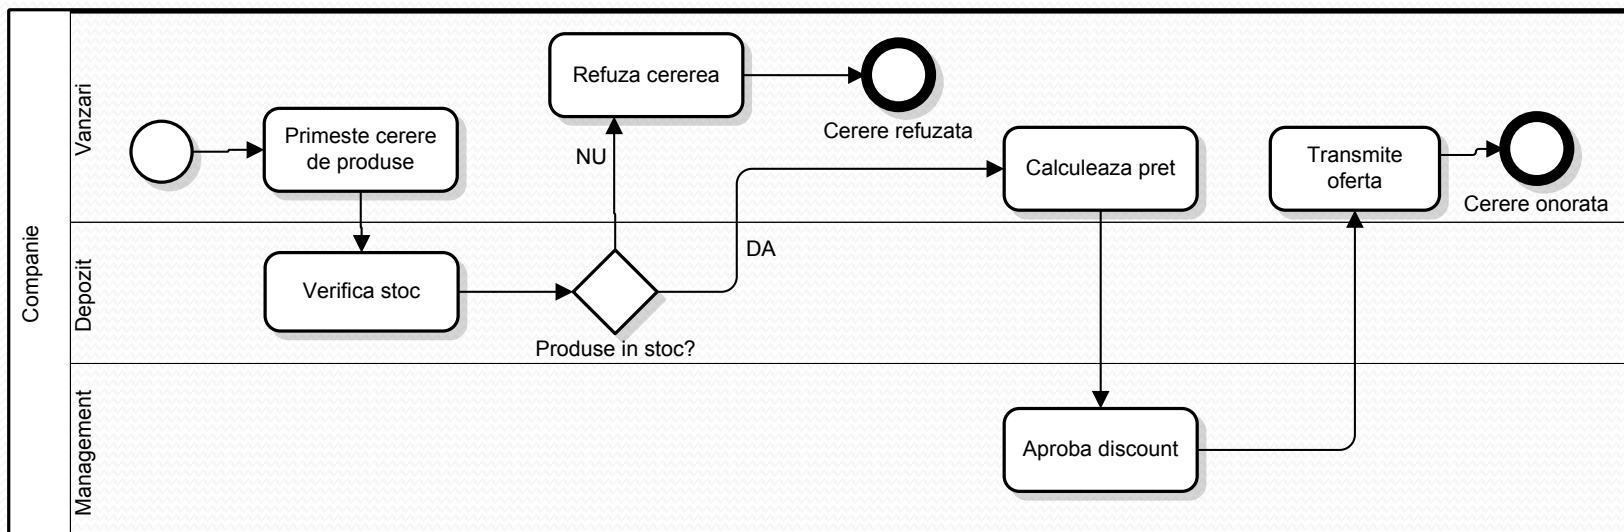 Companie
Vanzari
Primeste cerere
de produse
Refuza cererea
Cerere refuzata
NU
Calculeaza pret
Transmite
oferta
Cerere onorata
Depozit
Verifica stoc
Produse in stoc?
DA
Management
Aproba discount